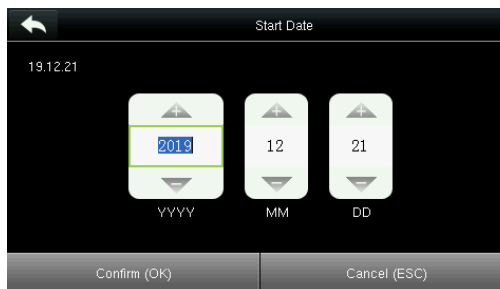 Start Date
19.12.21
+ + +
2019 12 21
− − −
YYYY MM DD
Confirm (OK) Cancel (ESC)